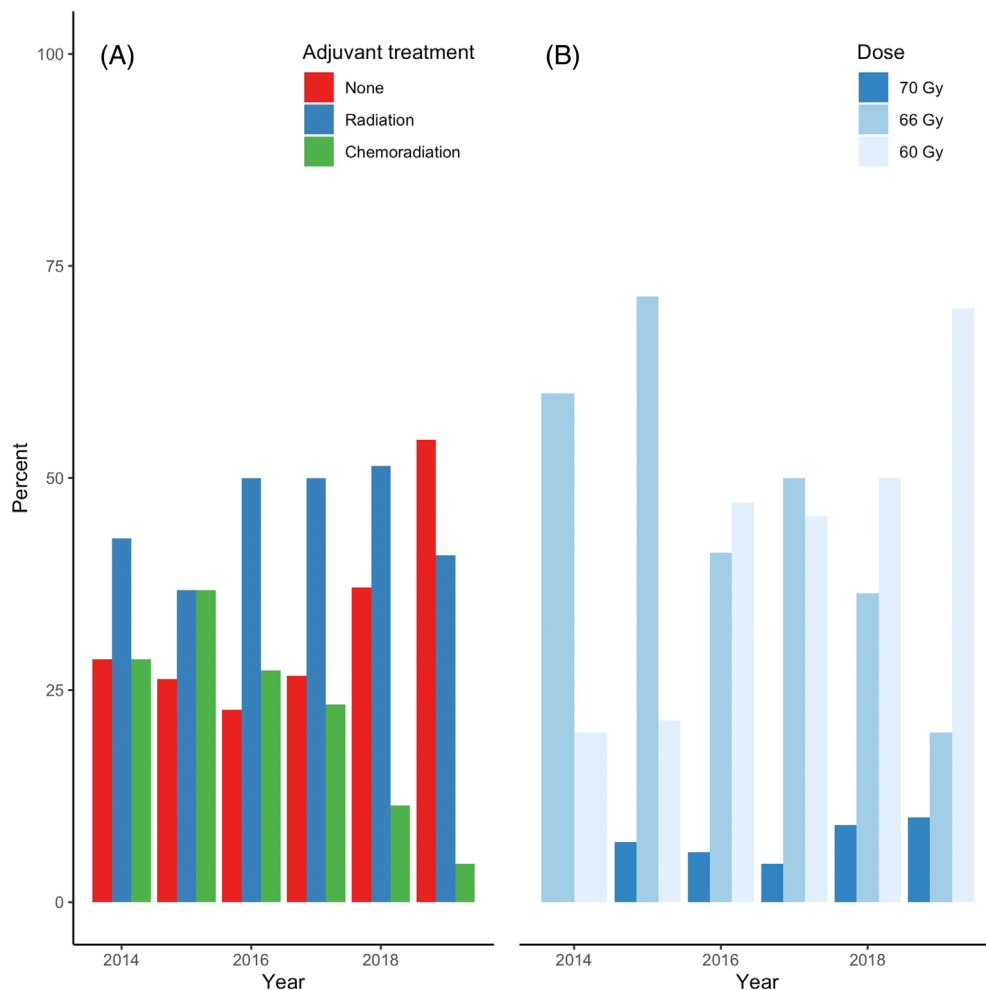 (A)
Adjuvant treatment
None
Radiation
Chemoradiation
(B)
Dose
70 Gy
66 Gy
60 Gy
Percent
100
75
50
25
0
2014 2016 2018
Year
2014 2016 2018
Year